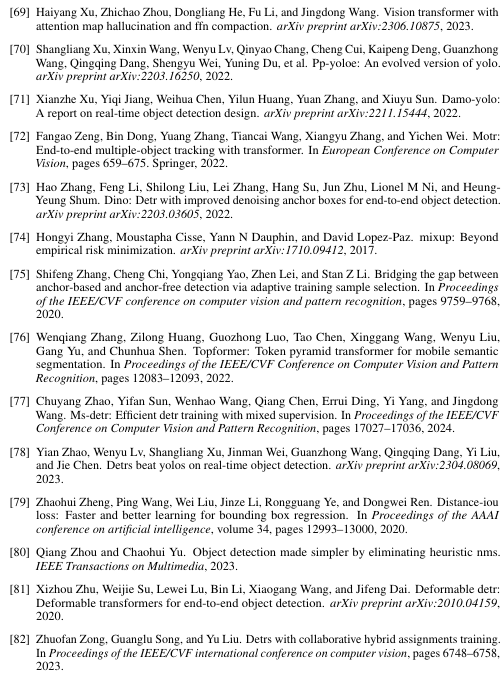 [69] Haiyang Xu, Zhichao Zhou, Dongliang He, Fu Li, and Jingdong Wang. Vision transformer with
attention map hallucination and ffn compaction. arXiv preprint arXiv:2306.10875, 2023.
[70] Shangliang Xu, Xinxin Wang, Wenyu Lv, Qinyao Chang, Cheng Cui, Kaipeng Deng, Guanzhong
Wang, Qingqing Dang, Shengyu Wei, Yuning Du, et al. Pp-yoloe: An evolved version of yolo.
arXiv preprint arXiv:2203.16250, 2022.
[71] Xianzhe Xu, Yiqi Jiang, Weihua Chen, Yilun Huang, Yuan Zhang, and Xiuyu Sun. Damo-yolo:
A report on real-time object detection design. arXiv preprint arXiv:2211.15444, 2022.
[72] Fangao Zeng, Bin Dong, Yuang Zhang, Tiancai Wang, Xiangyu Zhang, and Yichen Wei. Motr:
End-to-end multiple-object tracking with transformer. In European Conference on Computer
Vision, pages 659–675. Springer, 2022.
[73] Hao Zhang, Feng Li, Shilong Liu, Lei Zhang, Hang Su, Jun Zhu, Lionel M Ni, and Heung-
Yeung Shum. Dino: Detr with improved denoising anchor boxes for end-to-end object detection.
arXiv preprint arXiv:2203.03605, 2022.
[74] Hongyi Zhang, Moustapha Cisse, Yann N Dauphin, and David Lopez-Paz. mixup: Beyond
empirical risk minimization. arXiv preprint arXiv:1710.09412, 2017.
[75] Shifeng Zhang, Cheng Chi, Yongqiang Yao, Zhen Lei, and Stan Z Li. Bridging the gap between
anchor-based and anchor-free detection via adaptive training sample selection. In Proceedings
of the IEEE/CVF conference on computer vision and pattern recognition, pages 9759–9768,
2020.
[76] Wenqiang Zhang, Zilong Huang, Guozhong Luo, Tao Chen, Xinggang Wang, Wenyu Liu,
Gang Yu, and Chunhua Shen. Topformer: Token pyramid transformer for mobile semantic
segmentation. In Proceedings of the IEEE/CVF Conference on Computer Vision and Pattern
Recognition, pages 12083–12093, 2022.
[77] Chuyang Zhao, Yifan Sun, Wenhao Wang, Qiang Chen, Errui Ding, Yi Yang, and Jingdong
Wang. Ms-detr: Efficient detr training with mixed supervision. In Proceedings of the IEEE/CVF
Conference on Computer Vision and Pattern Recognition, pages 17027–17036, 2024.
[78] Yian Zhao, Wenyu Lv, Shangliang Xu, Jinman Wei, Guanzhong Wang, Qingqing Dang, Yi Liu,
and Jie Chen. Detrs beat yolos on real-time object detection. arXiv preprint arXiv:2304.08069,
2023.
[79] Zhaohui Zheng, Ping Wang, Wei Liu, Jinze Li, Rongguang Ye, and Dongwei Ren. Distance-iou
loss: Faster and better learning for bounding box regression. In Proceedings of the AAAI
conference on artificial intelligence, volume 34, pages 12993–13000, 2020.
[80] Qiang Zhou and Chaohui Yu. Object detection made simpler by eliminating heuristic nms.
IEEE Transactions on Multimedia, 2023.
[81] Xizhou Zhu, Weijie Su, Lewei Lu, Bin Li, Xiaogang Wang, and Jifeng Dai. Deformable detr:
Deformable transformers for end-to-end object detection. arXiv preprint arXiv:2010.04159,
2020.
[82] Zhuofan Zong, Guanglu Song, and Yu Liu. Detrs with collaborative hybrid assignments training.
In Proceedings of the IEEE/CVF international conference on computer vision, pages 6748–6758,
2023.